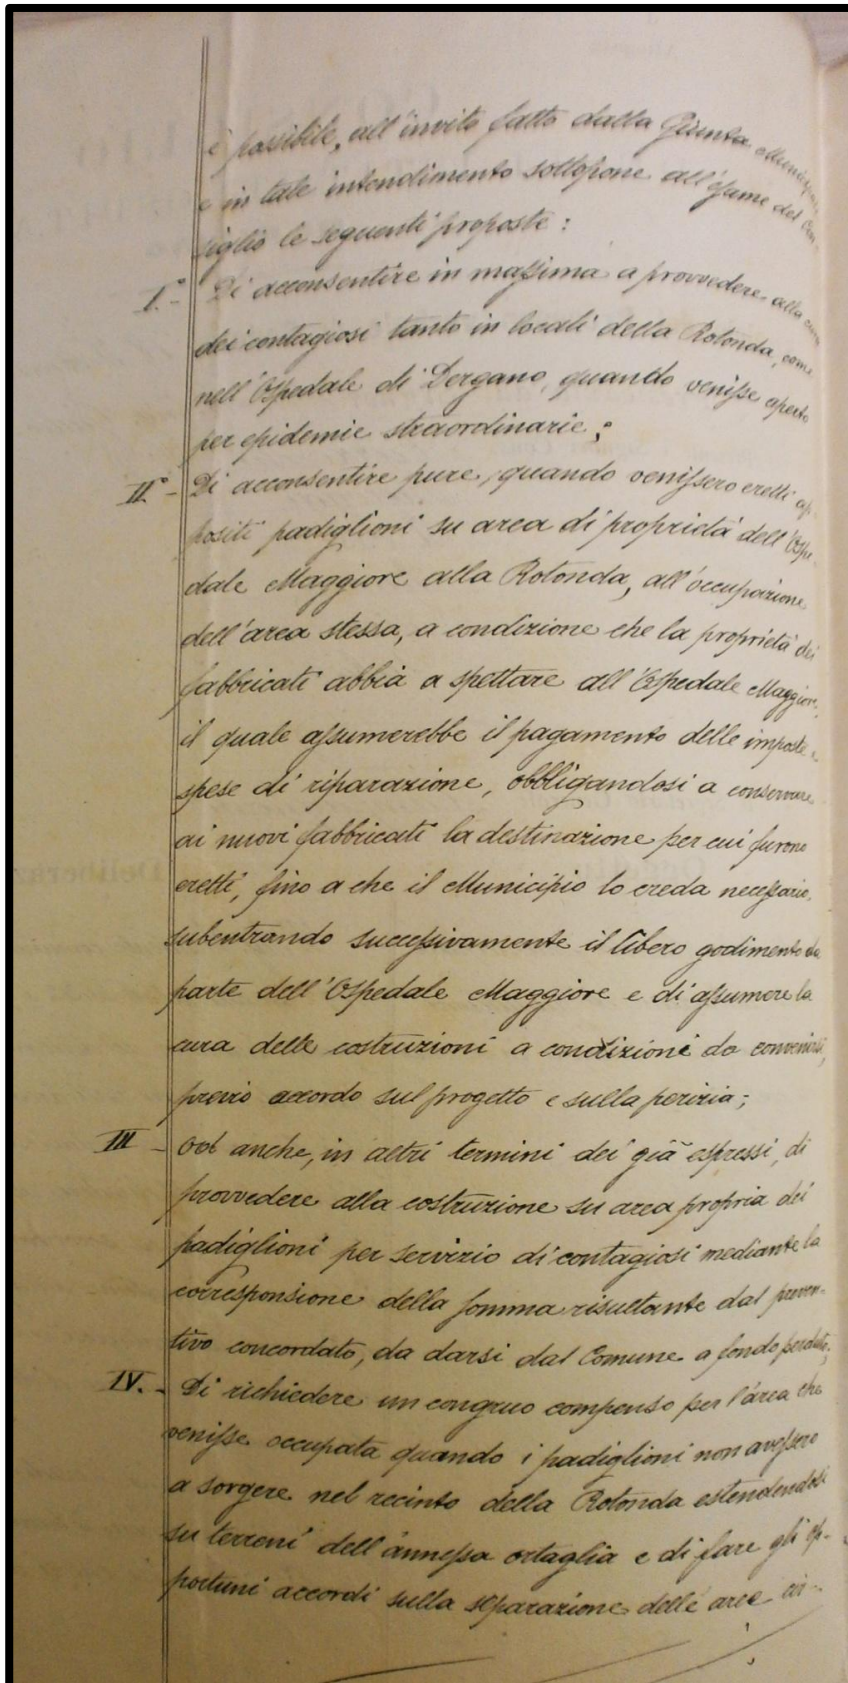 è possibile, all'invito fatto dalla Giunta Municipale
e in tale intendimento sottopone all'esame del Con-
siglio le seguenti proposte:
I.° - Di acconsentire in massima a provvedere alla cura
dei contagiosi tanto in locali della Rotonda, come
nell'Ospedale di Dergano, quando venisse aperto
per epidemie straordinarie;
II.° - Di acconsentire pure, quando venissero eretti ap-
positi padiglioni su area di proprietà dell'Ospe
dale Maggiore alla Rotonda, all'occupazione
dell'area stessa, a condizione che la proprietà dei
fabbricati abbia a spettare all'Ospedale Maggiore,
il quale assumerebbe il pagamento delle imposte e
spese di riparazione, obbligandosi a conservare
ai nuovi fabbricati la destinazione per cui furono
eretti, fino a che il Municipio lo creda necessario,
subentrando successivamente il libero godimento da
parte dell'Ospedale Maggiore e di assumere la
cura delle costruzioni a condizioni da convenirsi,
previo accordo sul progetto e sulla perizia;
III - Od anche, in altri termini dei già espressi, di
provvedere alla costruzione su area propria dei
padiglioni per servizio di contagiosi mediante la
corresponsione della somma risultante dal preven-
tivo concordato, da darsi dal Comune a fondo perduto;
IV. - Di richiedere un congruo compenso per l'area che
venisse occupata quando i padiglioni non avessero
a sorgere nel recinto della Rotonda estendendosi
su terreni dell'annessa ortaglia e di fare gli op-
portuni accordi sulla separazione delle aree